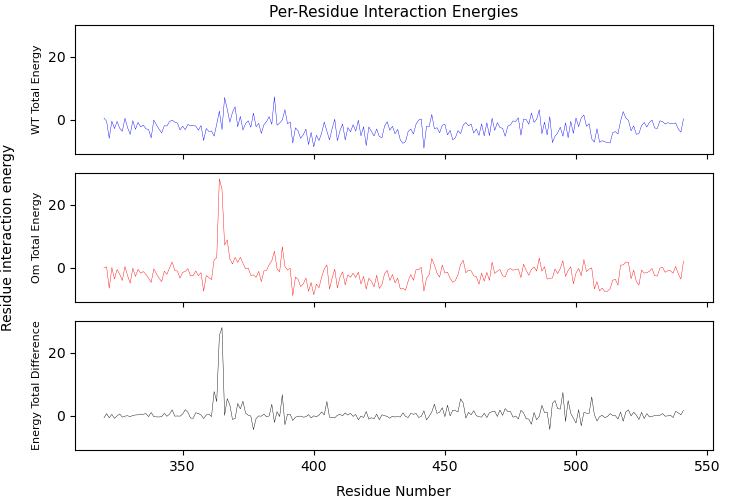 Per-Residue Interaction Energies
Residue interaction energy
WT Total Energy
20
0
Om Total Energy
20
0
Energy Total Difference
20
0
350 400 450 500 550
Residue Number